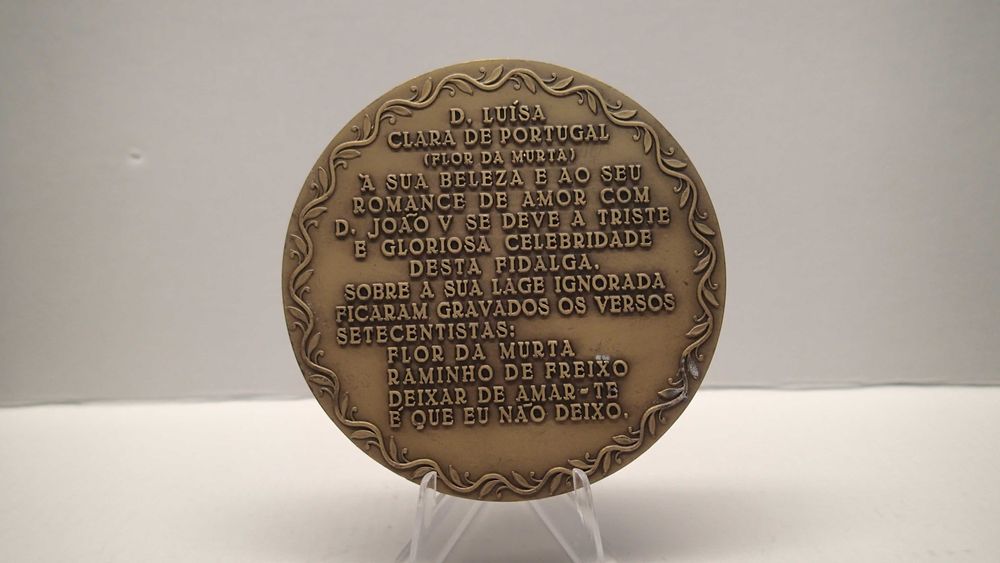 D. LUÍSA
CLARA DE PORTUGAL
(FLOR DA MURTA)
À SUA BELEZA E AO SEU
ROMANCE DE AMOR COM
D. JOÃO V SE DEVE A TRISTE
E GLORIOSA CELEBRIDADE
DESTA FIDALGA.
SOBRE A SUA LAGE IGNORADA
FICARAM GRAVADOS OS VERSOS
SETECENTISTAS:
FLOR DA MURTA
RAMINHO DE FREIXO
DEIXAR DE AMAR-TE
É QUE EU NÃO DEIXO.